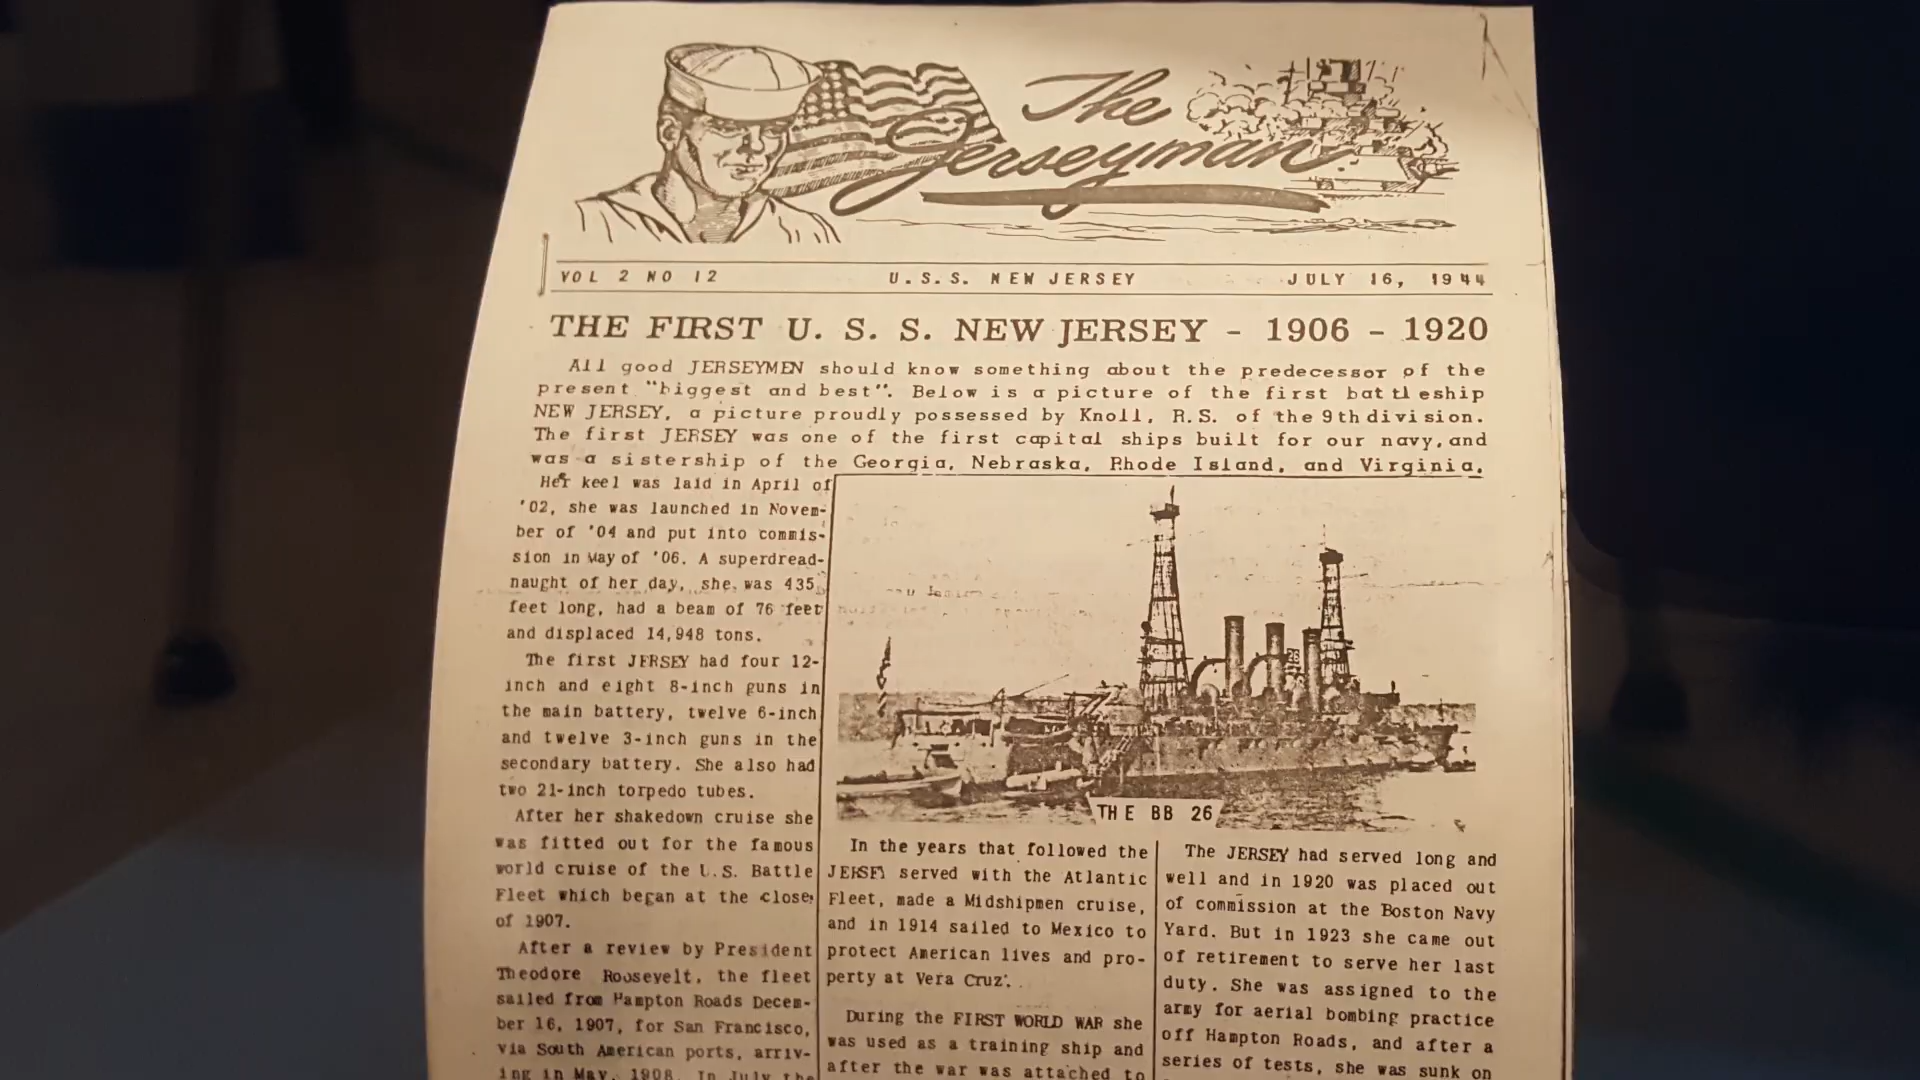 The
Jerseyman
VOL 2 NO 12 U.S.S. NEW JERSEY JULY 16, 1944
THE FIRST U. S. S. NEW JERSEY - 1906 - 1920
All good JERSEYMEN should know something about the predecessor of the
present "biggest and best". Below is a picture of the first battleship
NEW JERSEY, a picture proudly possessed by Knoll, R.S. of the 9th division.
The first JERSEY was one of the first capital ships built for our navy, and
was a sistership of the Georgia, Nebraska, Rhode Island, and Virginia.
Her keel was laid in April of
'02, she was launched in Novem-
ber of '04 and put into commis-
sion in May of '06. A superdread-
naught of her day, she was 435
feet long, had a beam of 76 feet
and displaced 14,948 tons.
The first JERSEY had four 12-
inch and eight 8-inch guns in
the main battery, twelve 6-inch
and twelve 3-inch guns in the
secondary battery. She also had
two 21-inch torpedo tubes.
After her shakedown cruise she
was fitted out for the famous
world cruise of the U.S. Battle
Fleet which began at the close
of 1907.
After a review by President
Theodore Roosevelt, the fleet
sailed from Hampton Roads Decem-
ber 16, 1907, for San Francisco,
via South American ports, arriv-
ing in May, 1908. In July the
26
THE BB 26
In the years that followed the
JERSEY served with the Atlantic
Fleet, made a Midshipmen cruise,
and in 1914 sailed to Mexico to
protect American lives and pro-
perty at Vera Cruz.
During the FIRST WORLD WAR she
was used as a training ship and
after the war was attached to
The JERSEY had served long and
well and in 1920 was placed out
of commission at the Boston Navy
Yard. But in 1923 she came out
of retirement to serve her last
duty. She was assigned to the
army for aerial bombing practice
off Hampton Roads, and after a
series of tests, she was sunk on